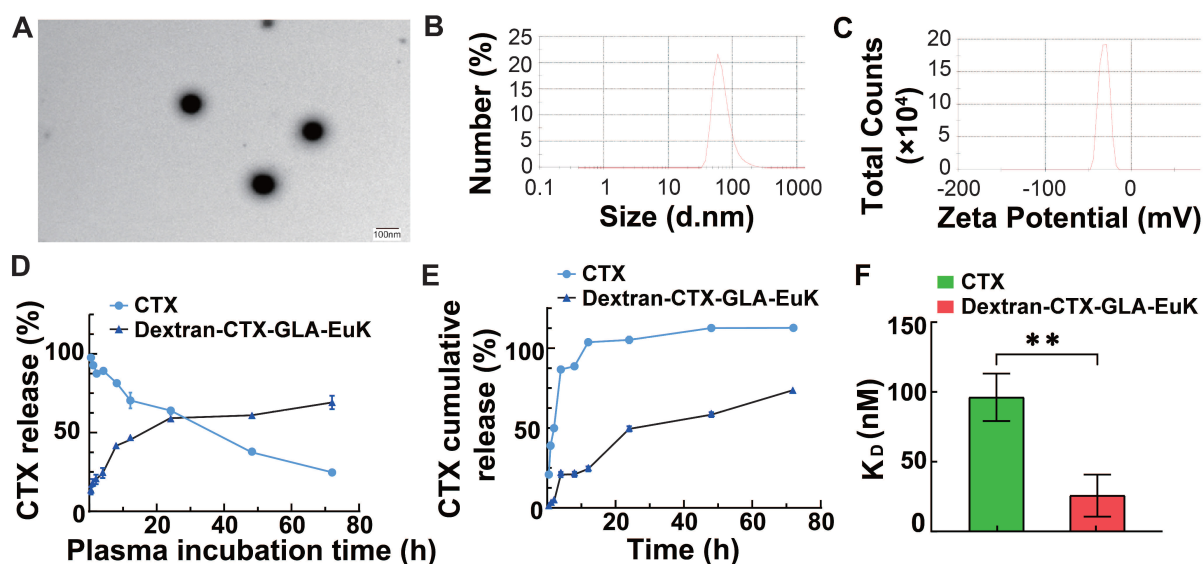 A
100nm
B
Number (%)
25
20
15
10
5
0
0.1 1 10 100 1000
Size (d.nm)
C
Total Counts
(×10⁴)
20
15
10
5
0
-200 -100 0
Zeta Potential (mV)
D
CTX
Dextran-CTX-GLA-EuK
CTX release (%)
100
50
0
0 20 40 60 80
Plasma incubation time (h)
E
CTX
Dextran-CTX-GLA-EuK
CTX cumulative
release (%)
100
50
0
0 20 40 60 80
Time (h)
F
CTX
Dextran-CTX-GLA-EuK
K_D (nM)
150
100
50
0
**